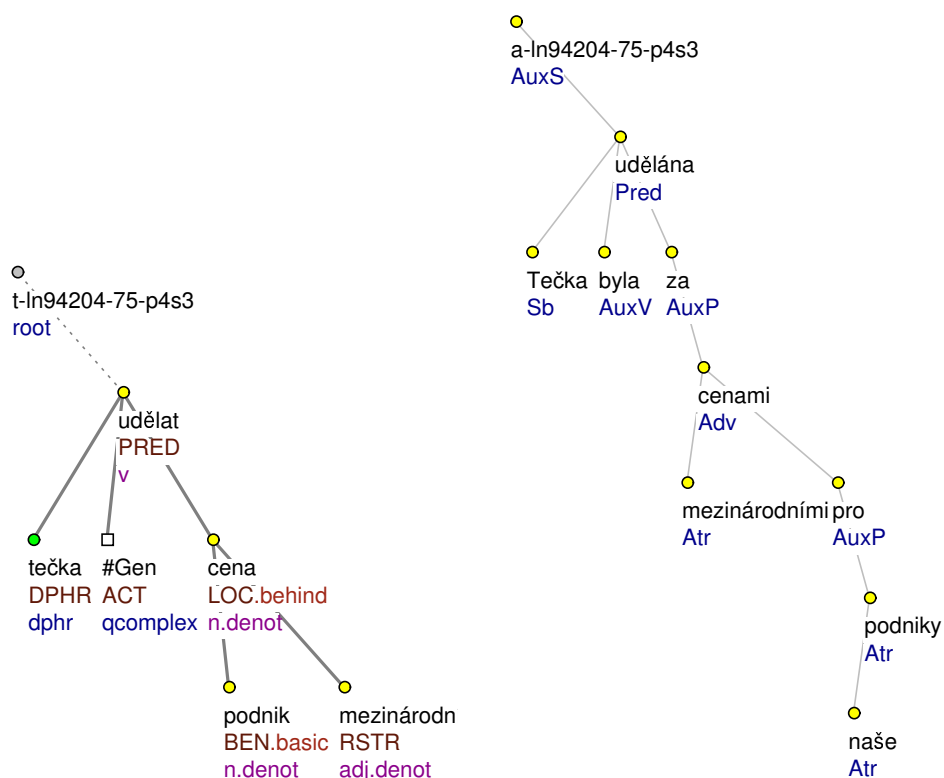 a-ln94204-75-p4s3
AuxS
udělána
Pred
Tečka byla za
Sb AuxV AuxP
cenami
Adv
mezinárodními pro
Atr AuxP
podniky
Atr
naše
Atr
t-ln94204-75-p4s3
root
udělat
PRED
v
tečka #Gen cena
DPHR ACT LOC.behind
dphr qcomplex n.denot
podnik mezinárodn
BEN.basic RSTR
n.denot adj.denot